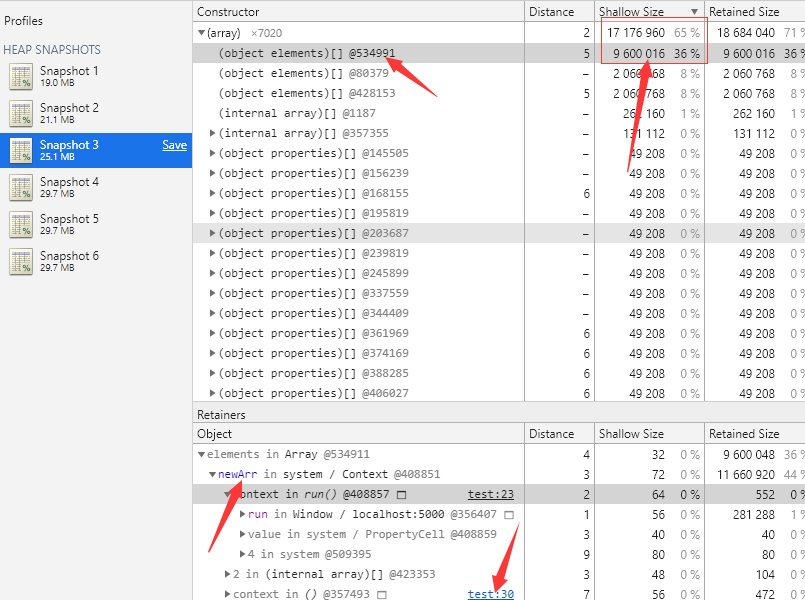 Profiles
HEAP SNAPSHOTS
Snapshot 1
19.0 MB
Snapshot 2
21.1 MB
Snapshot 3 Save
25.1 MB
Snapshot 4
29.7 MB
Snapshot 5
29.7 MB
Snapshot 6
29.7 MB
Constructor Distance Shallow Size ▼ Retained Size
▼(array) ×7020 2 17 176 960 65 % 18 684 040 71 %
(object elements)[] @534991 5 9 600 016 36 % 9 600 016 36 %
(object elements)[] @80379 – 2 060 768 8 % 2 060 768 8 %
(object elements)[] @428153 5 2 060 768 8 % 2 060 768 8 %
(internal array)[] @1187 – 262 160 1 % 262 160 1 %
▶(internal array)[] @357355 – 131 112 0 % 131 112 0 %
▶(object properties)[] @145505 – 49 208 0 % 49 208 0 %
▶(object properties)[] @156239 – 49 208 0 % 49 208 0 %
▶(object properties)[] @168155 6 49 208 0 % 49 208 0 %
▶(object properties)[] @195819 – 49 208 0 % 49 208 0 %
▶(object properties)[] @203687 – 49 208 0 % 49 208 0 %
▶(object properties)[] @239819 – 49 208 0 % 49 208 0 %
▶(object properties)[] @245899 – 49 208 0 % 49 208 0 %
▶(object properties)[] @337559 – 49 208 0 % 49 208 0 %
▶(object properties)[] @344409 – 49 208 0 % 49 208 0 %
▶(object properties)[] @361969 6 49 208 0 % 49 208 0 %
▶(object properties)[] @374169 6 49 208 0 % 49 208 0 %
▶(object properties)[] @388285 6 49 208 0 % 49 208 0 %
▶(object properties)[] @406027 6 49 208 0 % 49 208 0 %
Retainers
Object Distance Shallow Size Retained Size
▼elements in Array @534911 4 32 0 % 9 600 048 36 %
▼newArr in system / Context @408851 3 72 0 % 11 660 920 44 %
▼context in run() @408857 test:23 2 64 0 % 552 0 %
▶run in Window / localhost:5000 @356407 1 56 0 % 281 288 1 %
▶value in system / PropertyCell @408859 3 40 0 % 40 0 %
▶4 in system @509395 9 80 0 % 80 0 %
▶2 in (internal array)[] @423353 3 48 0 % 104 0 %
▶context in () @357493 test:30 7 56 0 % 472 0 %